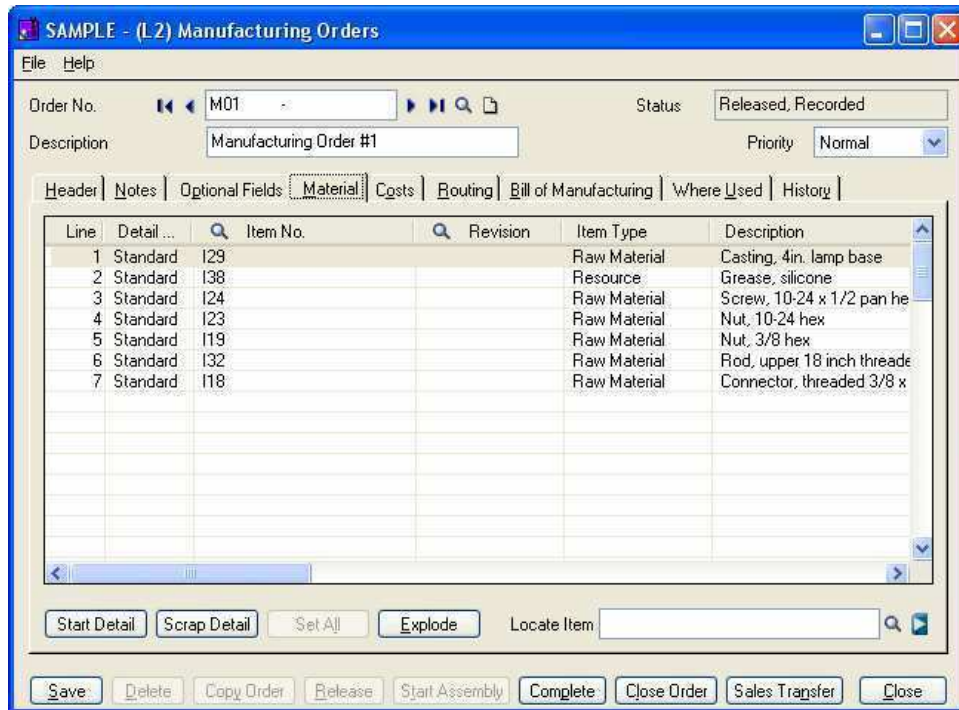 SAMPLE - (L2) Manufacturing Orders
File Help
Order No. M01 - Status Released, Recorded
Description Manufacturing Order #1 Priority Normal
Header Notes Optional Fields Material Costs Routing Bill of Manufacturing Where Used History
Line Detail ... Item No. Revision Item Type Description
1 Standard I29 Raw Material Casting, 4in. lamp base
2 Standard I38 Resource Grease, silicone
3 Standard I24 Raw Material Screw, 10-24 x 1/2 pan he
4 Standard I23 Raw Material Nut, 10-24 hex
5 Standard I19 Raw Material Nut, 3/8 hex
6 Standard I32 Raw Material Rod, upper 18 inch threade
7 Standard I18 Raw Material Connector, threaded 3/8 x
Start Detail Scrap Detail Set All Explode Locate Item
Save Delete Copy Order Release Start Assembly Complete Close Order Sales Transfer Close